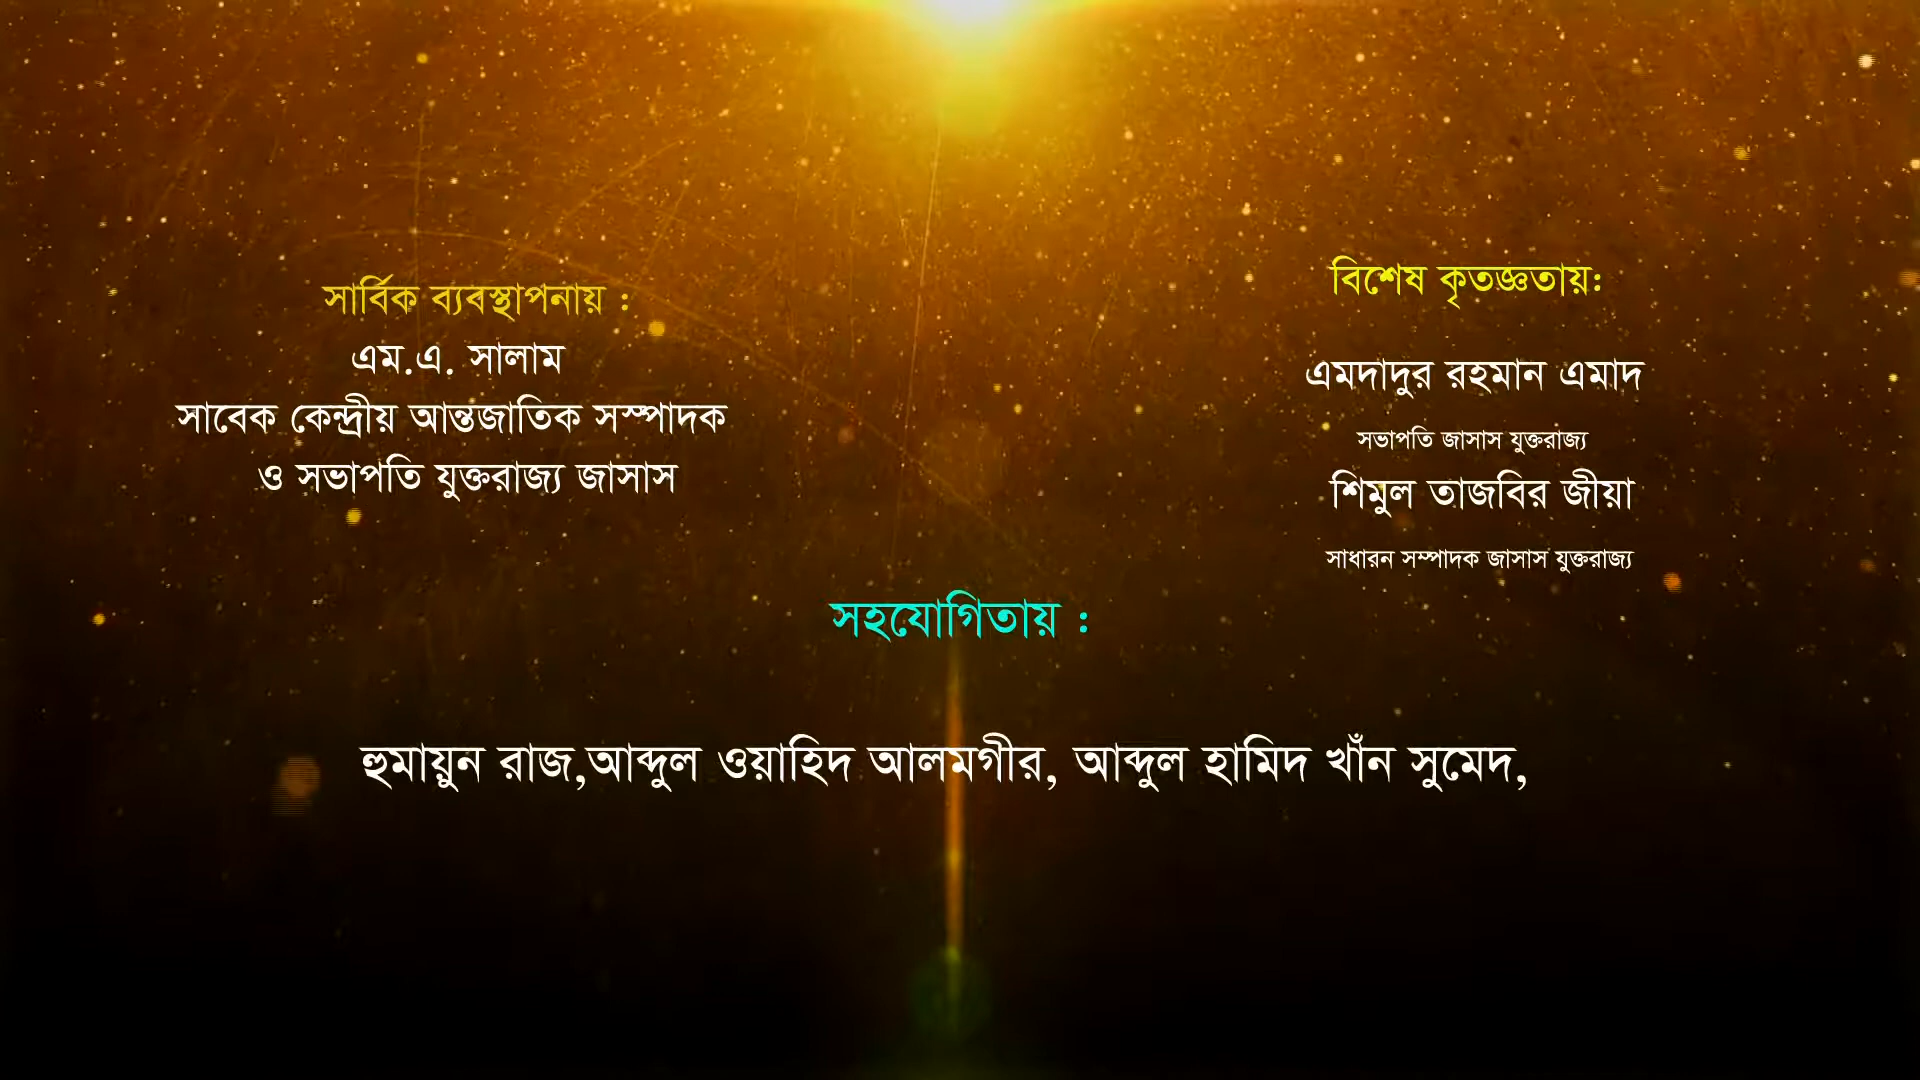 সার্বিক ব্যবস্থাপনায় :
এম.এ. সালাম
সাবেক কেন্দ্রীয় আন্তজাতিক সস্পাদক
ও সভাপতি যুক্তরাজ্য জাসাস
বিশেষ কৃতজ্ঞতায়:
এমদাদুর রহমান এমাদ
সভাপতি জাসাস যুক্তরাজ্য
শিমুল তাজবির জীয়া
সাধারন সম্পাদক জাসাস যুক্তরাজ্য
সহযোগিতায় :
হুমায়ুন রাজ,আব্দুল ওয়াহিদ আলমগীর, আব্দুল হামিদ খাঁন সুমেদ,